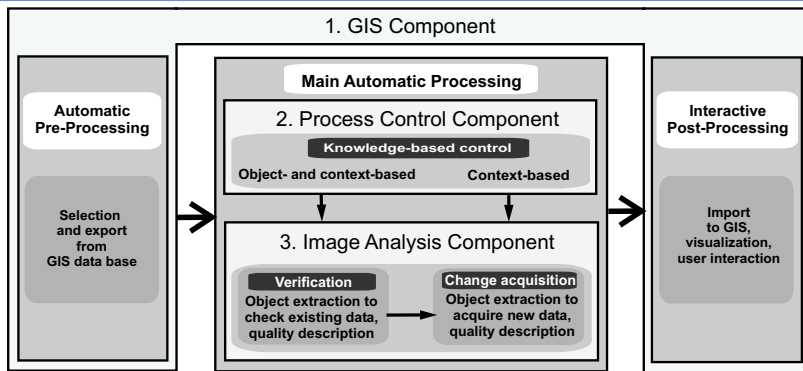 1. GIS Component
Automatic
Pre-Processing
Selection
and export
from
GIS data base
Main Automatic Processing
2. Process Control Component
Knowledge-based control
Object- and context-based
Context-based
3. Image Analysis Component
Verification
Object extraction to
check existing data,
quality description
Change acquisition
Object extraction to
acquire new data,
quality description
Interactive
Post-Processing
Import
to GIS,
visualization,
user interaction